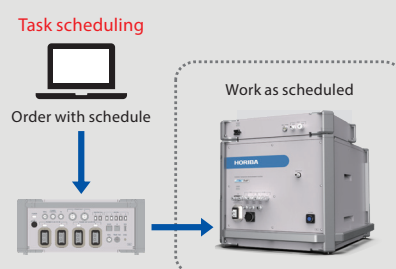 Task scheduling
Order with schedule
Work as scheduled
HORIBA